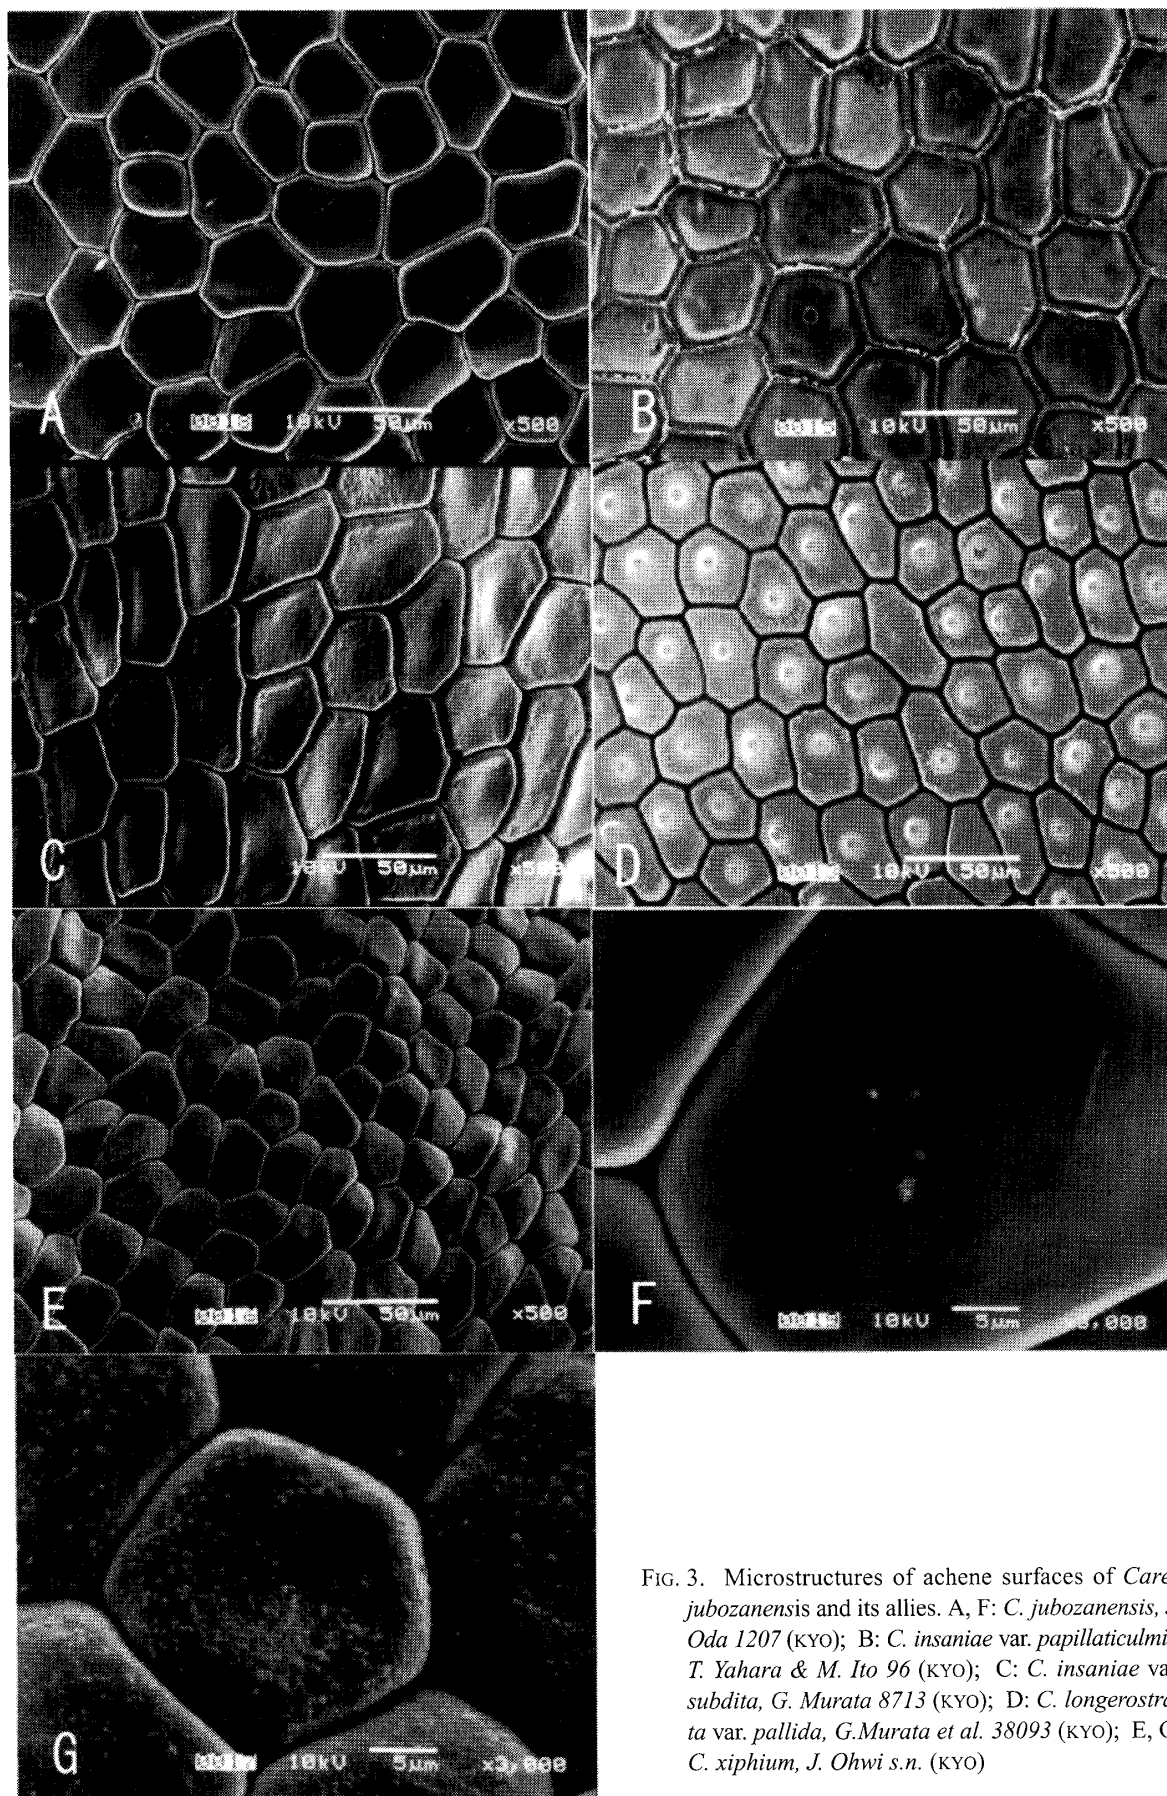 A 10kV 50μm x500
B 10kV 50μm x500
C 10kV 50μm x500
D 10kV 50μm x500
E 10kV 50μm x500
F 10kV 5μm
G 10kV 5μm x3,000
FIG. 3. Microstructures of achene surfaces of Care
jubozanensis and its allies. A, F: C. jubozanensis,
Oda 1207 (KYO); B: C. insaniae var. papillaticulmi
T. Yahara & M. Ito 96 (KYO); C: C. insaniae va
subdita, G. Murata 8713 (KYO); D: C. longerostra
ta var. pallida, G.Murata et al. 38093 (KYO); E,
C. xiphium, J. Ohwi s.n. (KYO)